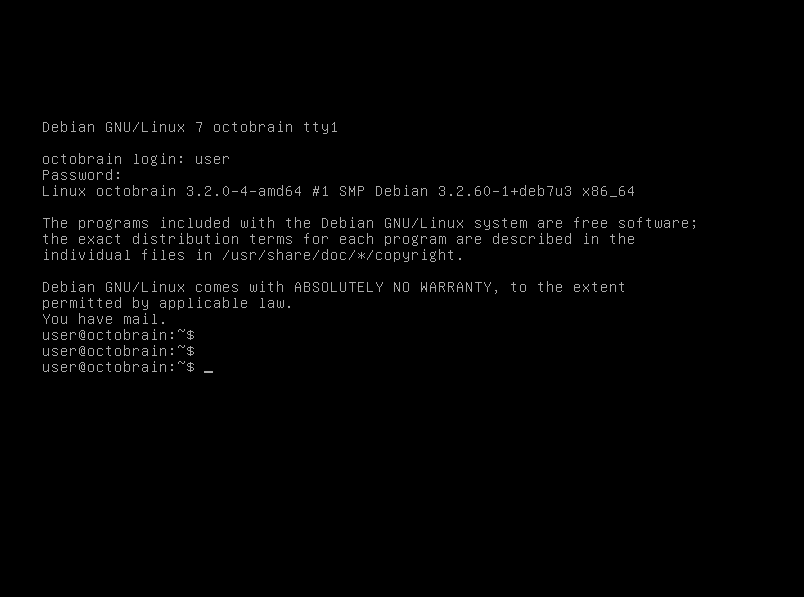 Debian GNU/Linux 7 octobrain tty1
octobrain login: user
Password:
Linux octobrain 3.2.0-4-amd64 #1 SMP Debian 3.2.60-1+deb7u3 x86_64
The programs included with the Debian GNU/Linux system are free software;
the exact distribution terms for each program are described in the
individual files in /usr/share/doc/*/copyright.
Debian GNU/Linux comes with ABSOLUTELY NO WARRANTY, to the extent
permitted by applicable law.
You have mail.
user@octobrain:~$
user@octobrain:~$
user@octobrain:~$ _